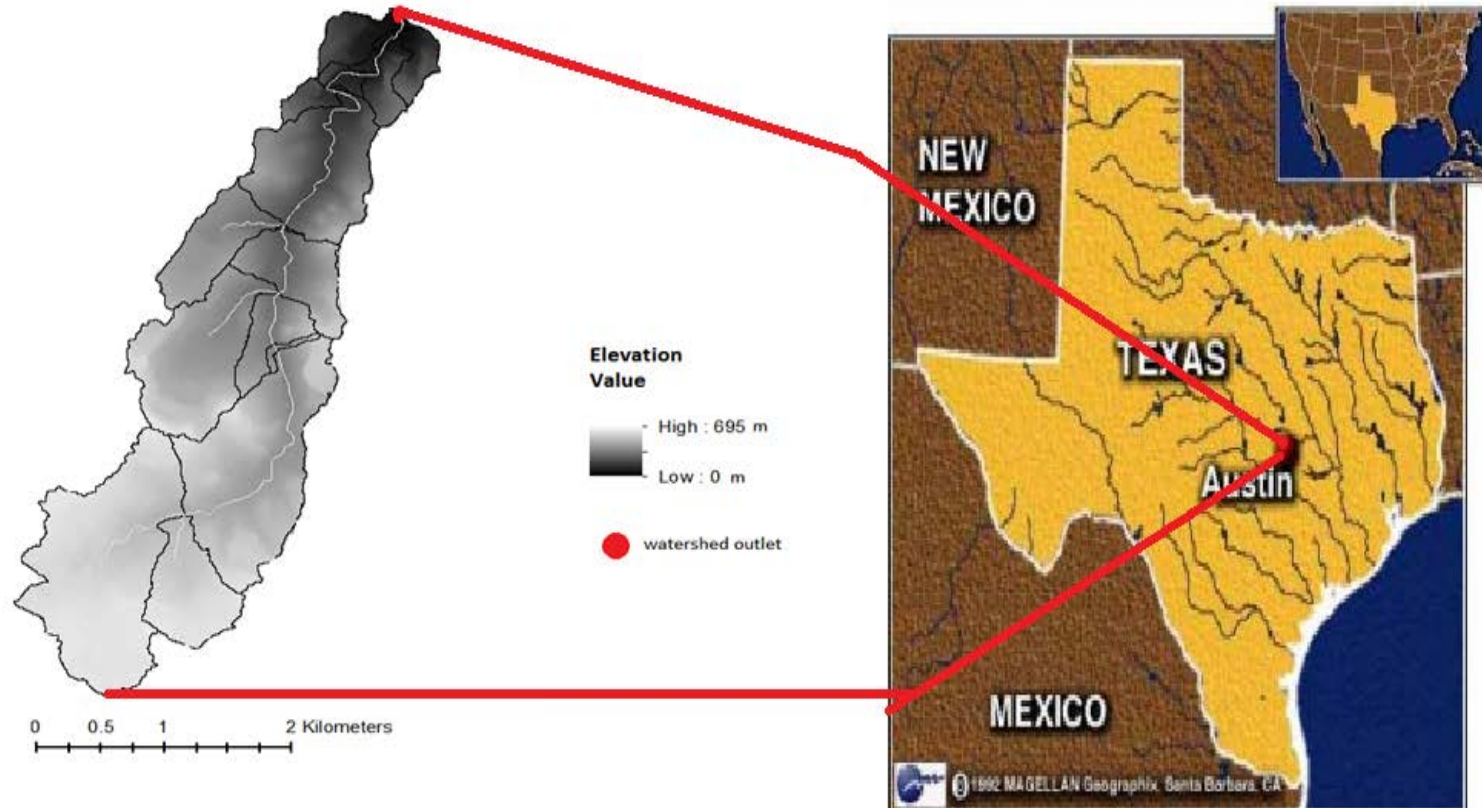 Elevation
Value
High : 695 m
Low : 0 m
watershed outlet
0 0.5 1 2 Kilometers
NEW
MEXICO
TEXAS
Austin
MEXICO
©1992 MAGELLAN Geographix, Santa Barbara, CA